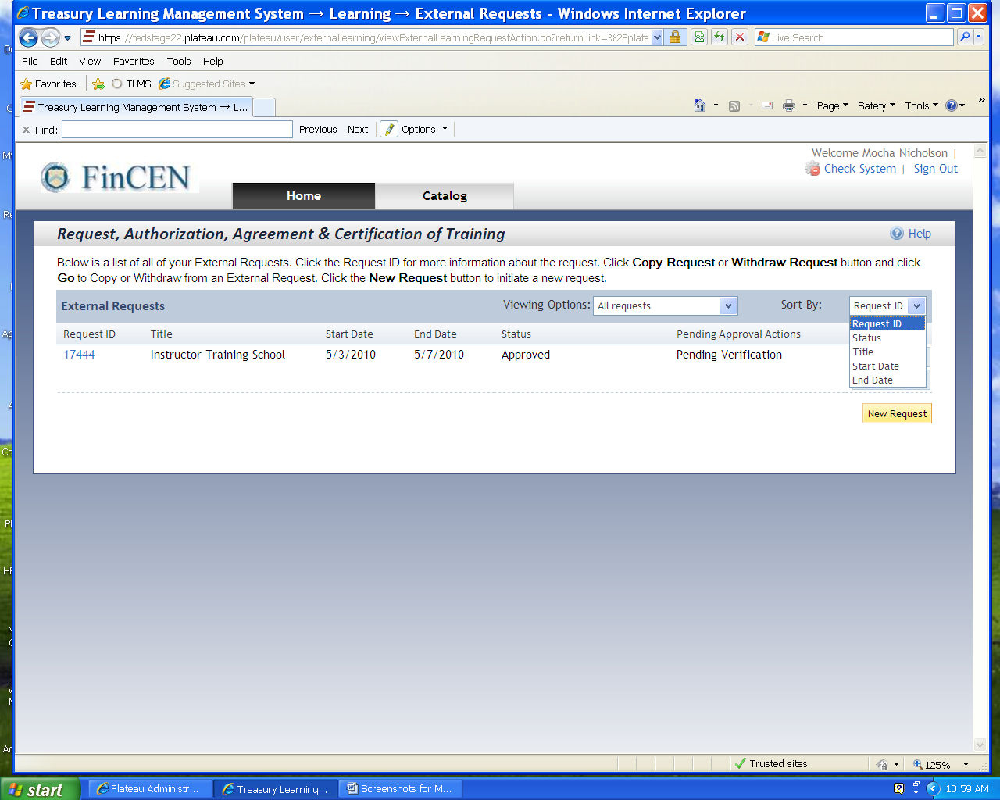 Treasury Learning Management System → Learning → External Requests - Windows Internet Explorer
https://fedstage22.plateau.com/plateau/user/externallearning/viewExternalLearningRequestAction.do?returnLink=%2Fplate
Live Search
File Edit View Favorites Tools Help
Favorites TLMS Suggested Sites
Treasury Learning Management System → L...
Page Safety Tools »
Find: Previous Next Options
Welcome Mocha Nicholson |
Check System | Sign Out
FinCEN
Home Catalog
Request, Authorization, Agreement & Certification of Training
Help
Below is a list of all of your External Requests. Click the Request ID for more information about the request. Click Copy Request or Withdraw Request button and click
Go to Copy or Withdraw from an External Request. Click the New Request button to initiate a new request.
External Requests Viewing Options: All requests Sort By: Request ID
Request ID Title Start Date End Date Status Pending Approval Actions
17444 Instructor Training School 5/3/2010 5/7/2010 Approved Pending Verification
Request ID
Status
Title
Start Date
End Date
New Request
Trusted sites 125%
start Plateau Administr... Treasury Learning... Screenshots for M... 10:59 AM